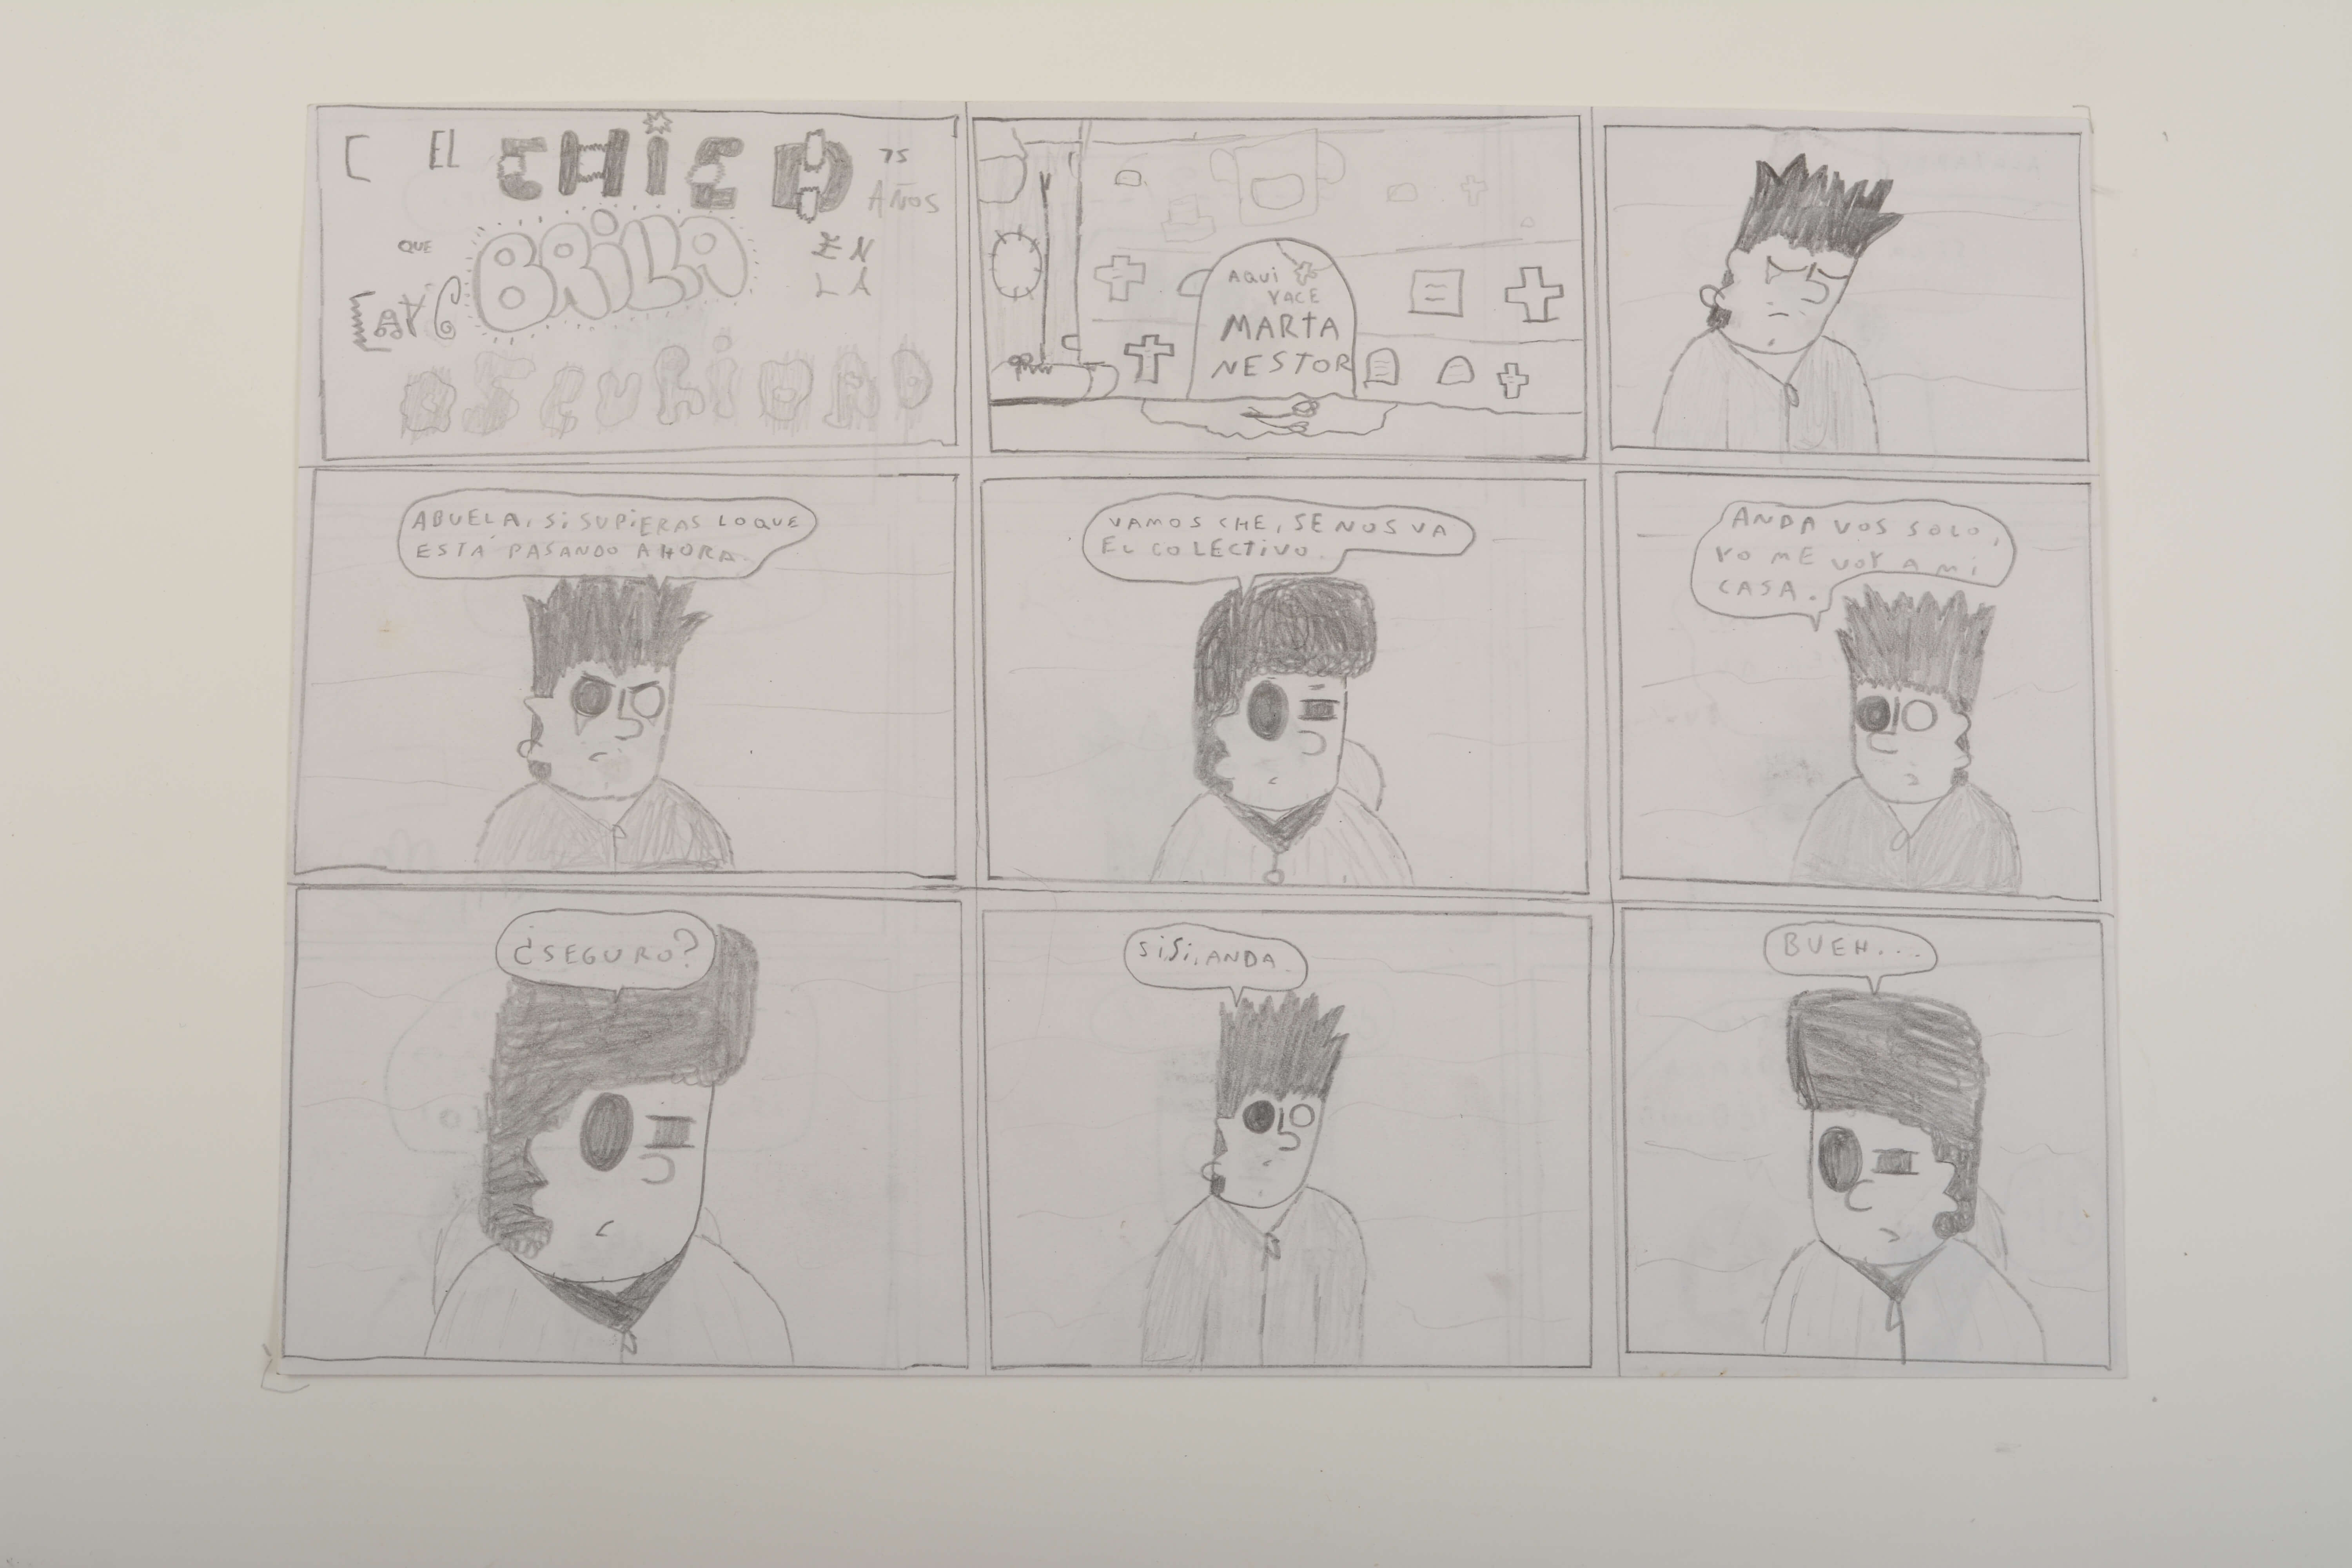 EL CHICO 15 AÑOS
QUE BRILLA EN LA
OSCURIDAD
AQUI
YACE
MARTA
NESTOR
ABUELA, SI SUPIERAS LO QUE
ESTÁ PASANDO AHORA.
VAMOS CHE, SE NOS VA
EL COLECTIVO.
ANDA VOS SOLO,
YO ME VOY A MI
CASA.
¿SEGURO?
SI, SI, ANDA.
BUEH...